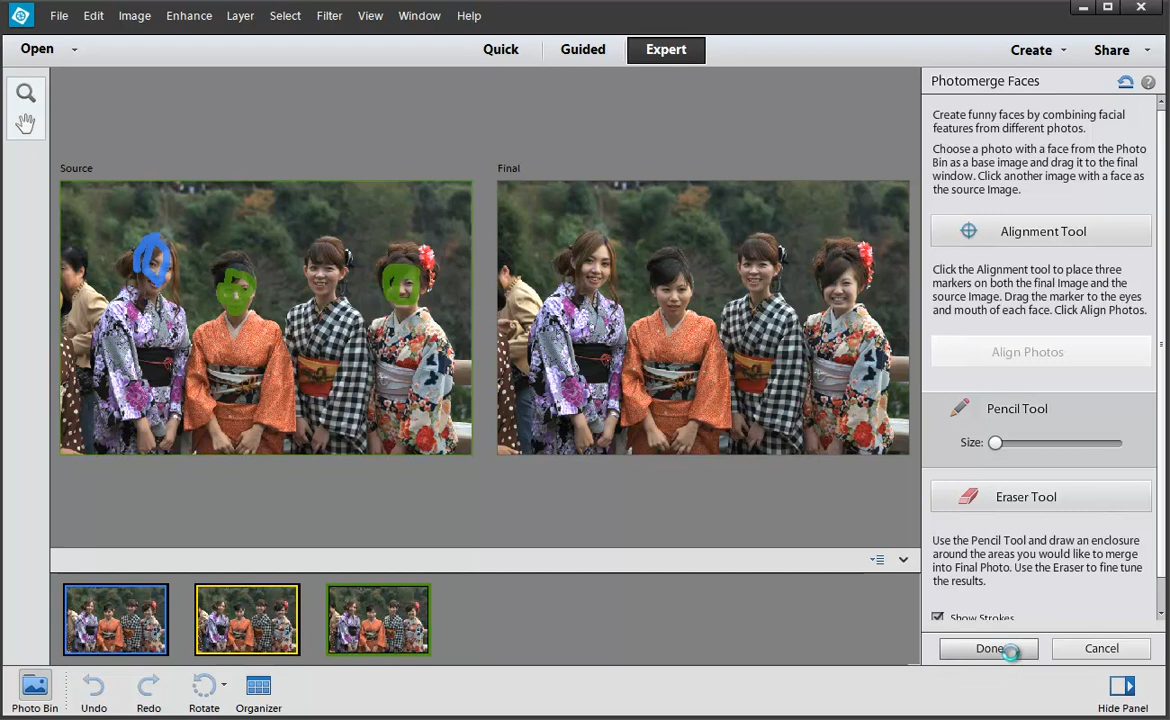 File Edit Image Enhance Layer Select Filter View Window Help
Open Quick Guided Expert Create Share
Photomerge Faces
Create funny faces by combining facial
features from different photos.
Choose a photo with a face from the Photo
Bin as a base image and drag it to the final
window. Click another image with a face as
the source Image.
Source
Final
Alignment Tool
Click the Alignment tool to place three
markers on both the final Image and the
source Image. Drag the marker to the eyes
and mouth of each face. Click Align Photos.
Align Photos
Pencil Tool
Size:
Eraser Tool
Use the Pencil Tool and draw an enclosure
around the areas you would like to merge
into Final Photo. Use the Eraser to fine tune
the results.
Show Strokes
Done Cancel
Photo Bin Undo Redo Rotate Organizer Hide Panel